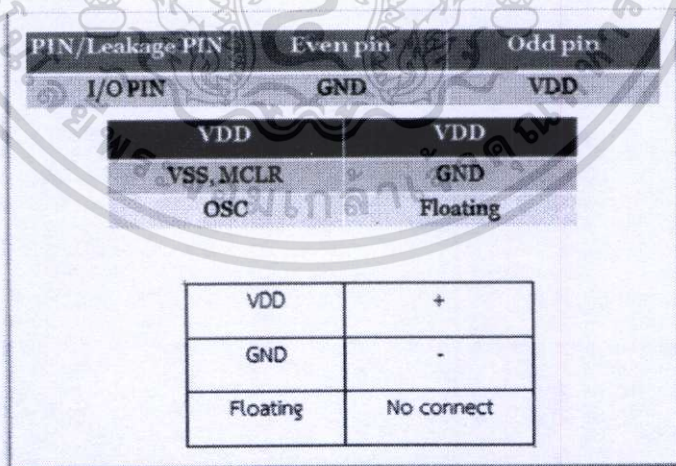 PIN/Leakage PIN Even pin Odd pin
I/O PIN GND VDD
VDD VDD
VSS, MCLR GND
OSC Floating
VDD +
GND -
Floating No connect